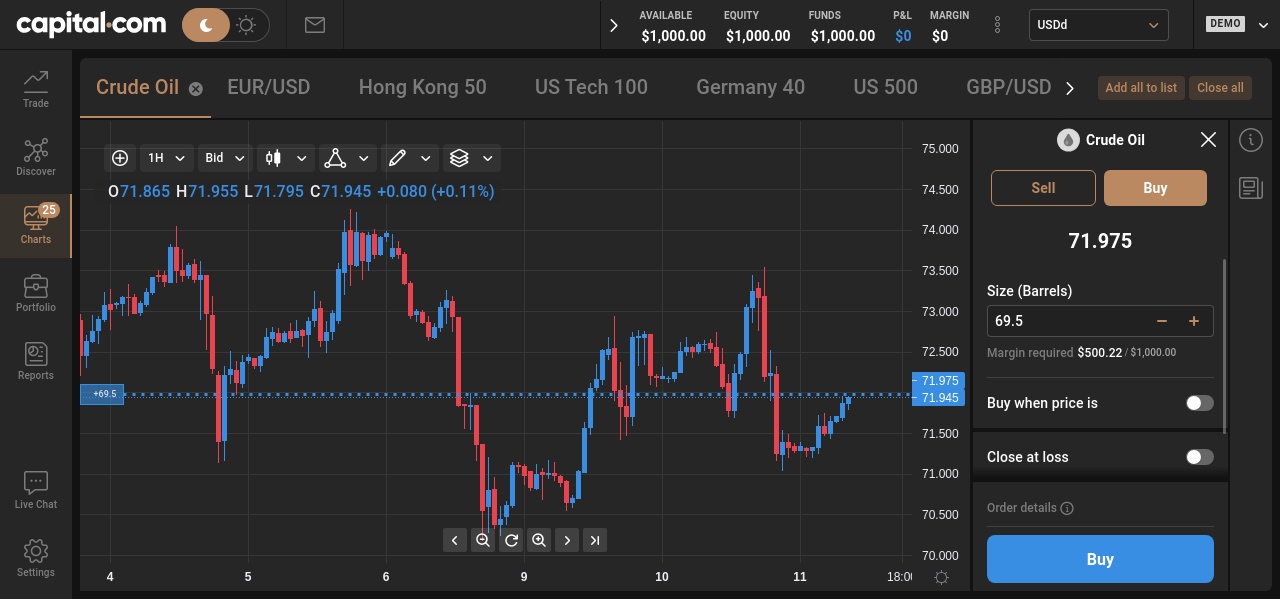 capital.com
AVAILABLE EQUITY FUNDS P&L MARGIN
$1,000.00 $1,000.00 $1,000.00 $0 $0
USDd
DEMO
Trade
Discover
25
Charts
Portfolio
Reports
Live Chat
Settings
Crude Oil EUR/USD Hong Kong 50 US Tech 100 Germany 40 US 500 GBP/USD
Add all to list Close all
1H Bid
O71.865 H71.955 L71.795 C71.945 +0.080 (+0.11%)
+69.5
75.000
74.500
74.000
73.500
73.000
72.500
71.975
71.945
71.500
71.000
70.500
70.000
4 5 6 9 10 11 18:00
Crude Oil
Sell Buy
71.975
Size (Barrels)
69.5
Margin required $500.22 / $1,000.00
Buy when price is
Close at loss
Order details
Buy